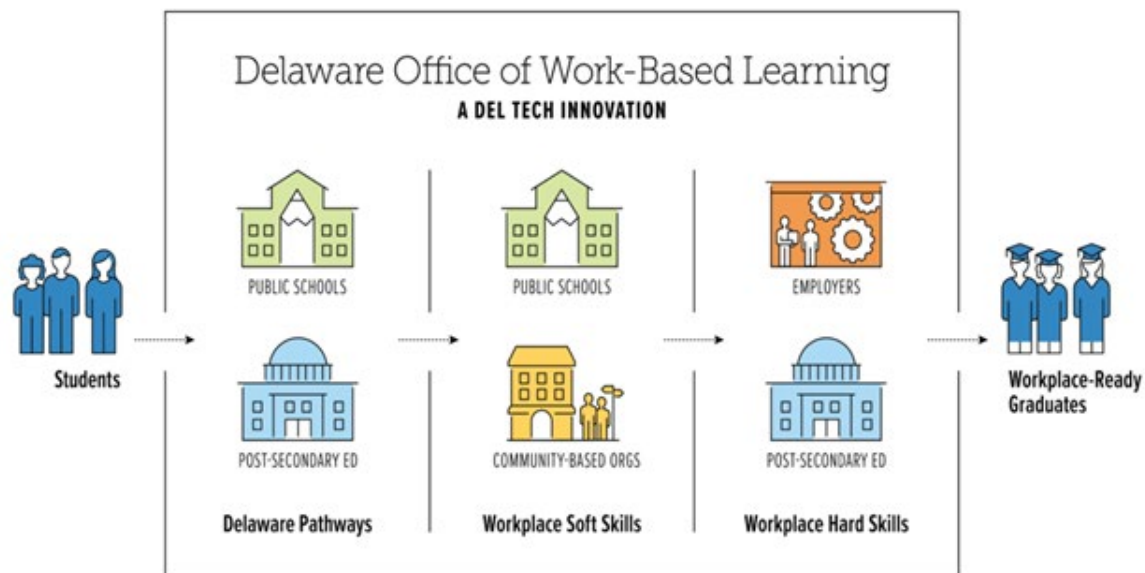 Delaware Office of Work-Based Learning
A DEL TECH INNOVATION
PUBLIC SCHOOLS
PUBLIC SCHOOLS
EMPLOYERS
Students
Workplace-Ready
Graduates
POST-SECONDARY ED
COMMUNITY-BASED ORGS
POST-SECONDARY ED
Delaware Pathways
Workplace Soft Skills
Workplace Hard Skills